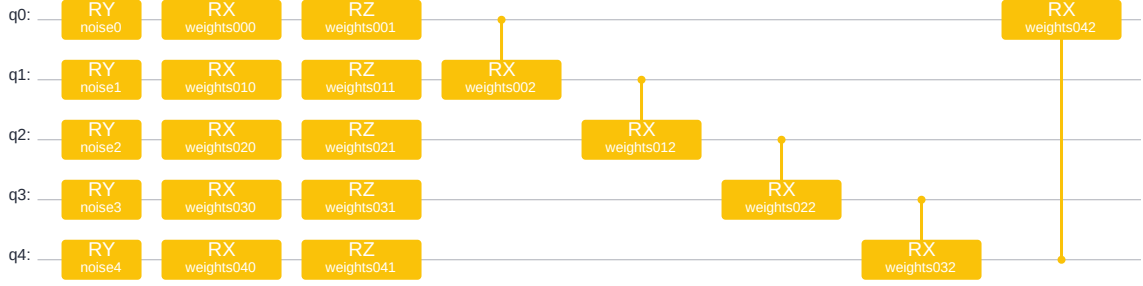 q0: RY RX RZ RX
noise0 weights000 weights001 weights042
q1: RY RX RZ RX
noise1 weights010 weights011 weights002
q2: RY RX RZ RX
noise2 weights020 weights021 weights012
q3: RY RX RZ RX
noise3 weights030 weights031 weights022
q4: RY RX RZ RX
noise4 weights040 weights041 weights032